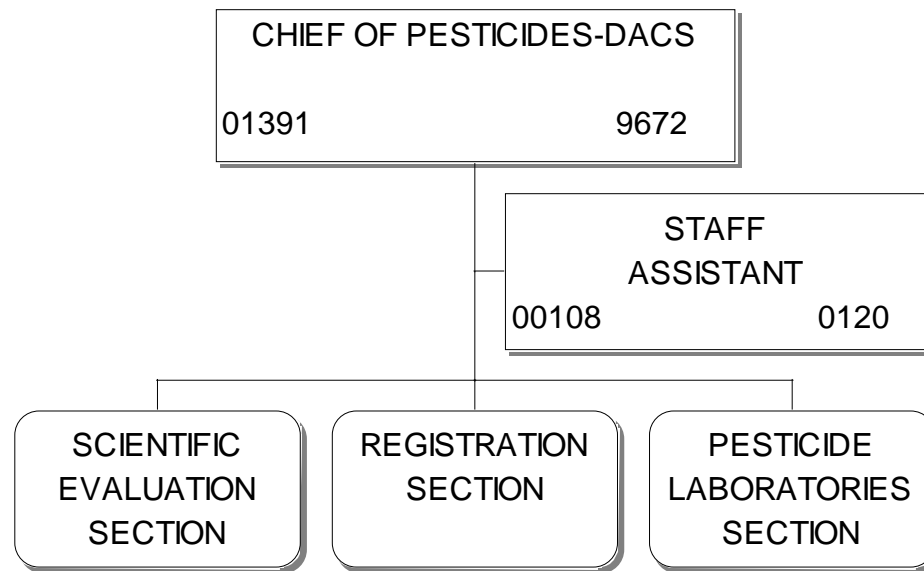 CHIEF OF PESTICIDES-DACS
01391 9672
STAFF
ASSISTANT
00108 0120
SCIENTIFIC
EVALUATION
SECTION
REGISTRATION
SECTION
PESTICIDE
LABORATORIES
SECTION